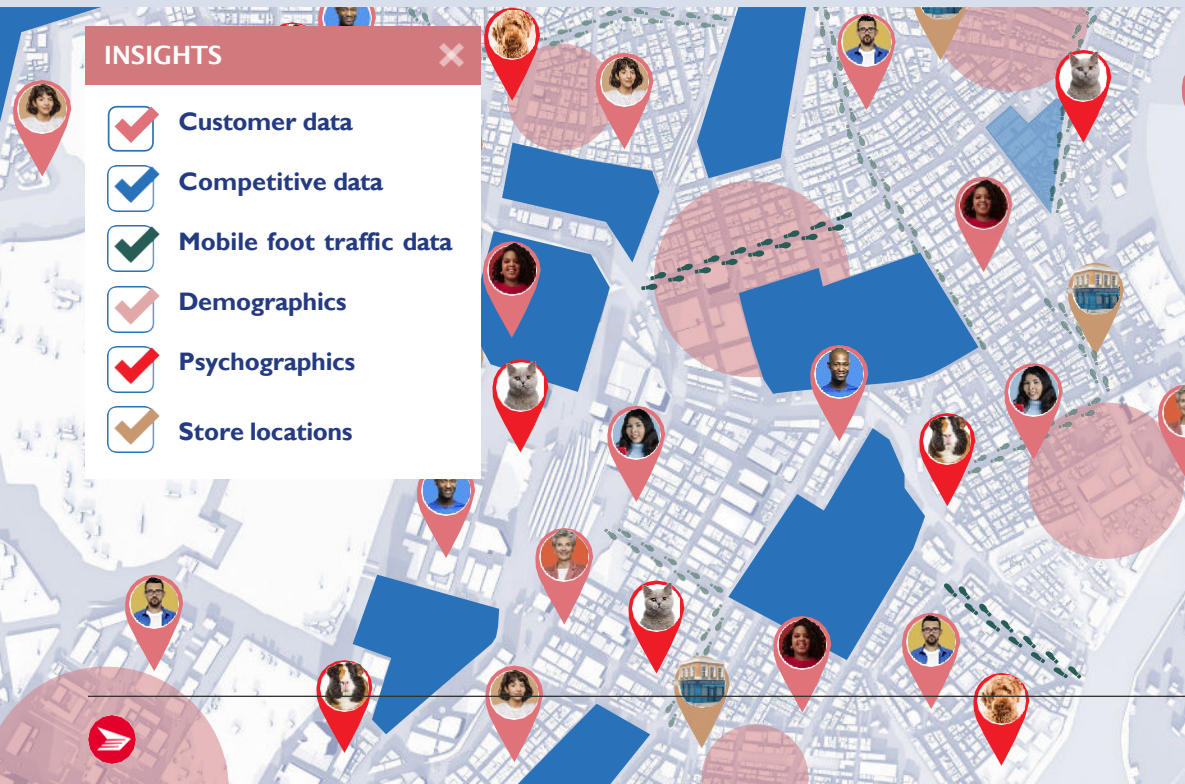 INSIGHTS
Customer data
Competitive data
Mobile foot traffic data
Demographics
Psychographics
Store locations